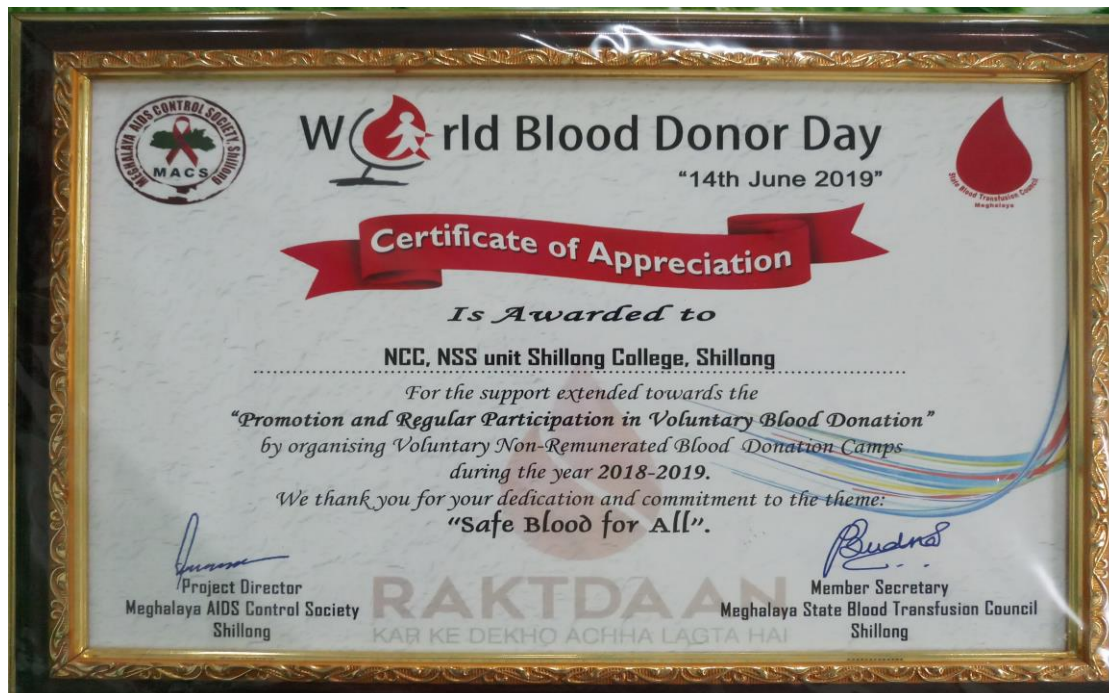 MEGHALAYA AIDS CONTROL SOCIETY, Shillong
MACS
W rld Blood Donor Day
"14th June 2019"
State Blood Transfusion Council
Meghalaya
Certificate of Appreciation
Is Awarded to
NCC, NSS unit Shillong College, Shillong
For the support extended towards the
"Promotion and Regular Participation in Voluntary Blood Donation"
by organising Voluntary Non-Remunerated Blood Donation Camps
during the year 2018-2019.
We thank you for your dedication and commitment to the theme:
"Safe Blood for All".
Project Director
Meghalaya AIDS Control Society
Shillong
Member Secretary
Meghalaya State Blood Transfusion Council
Shillong
RAKTDAAN
KAR KE DEKHO ACHHA LAGTA HAI